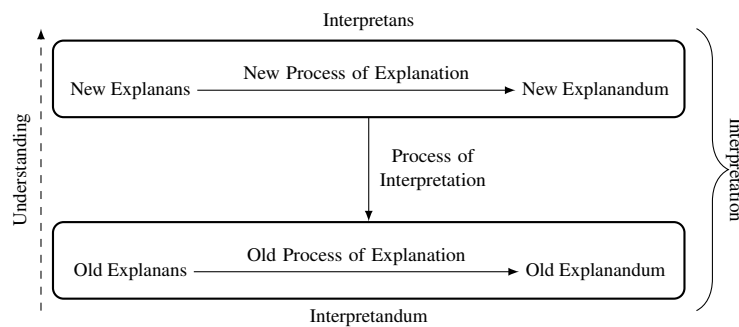 Interpretans
New Process of Explanation
New Explanans
New Explanandum
Process of
Interpretation
Understanding
Interpretation
Old Process of Explanation
Old Explanans
Old Explanandum
Interpretandum